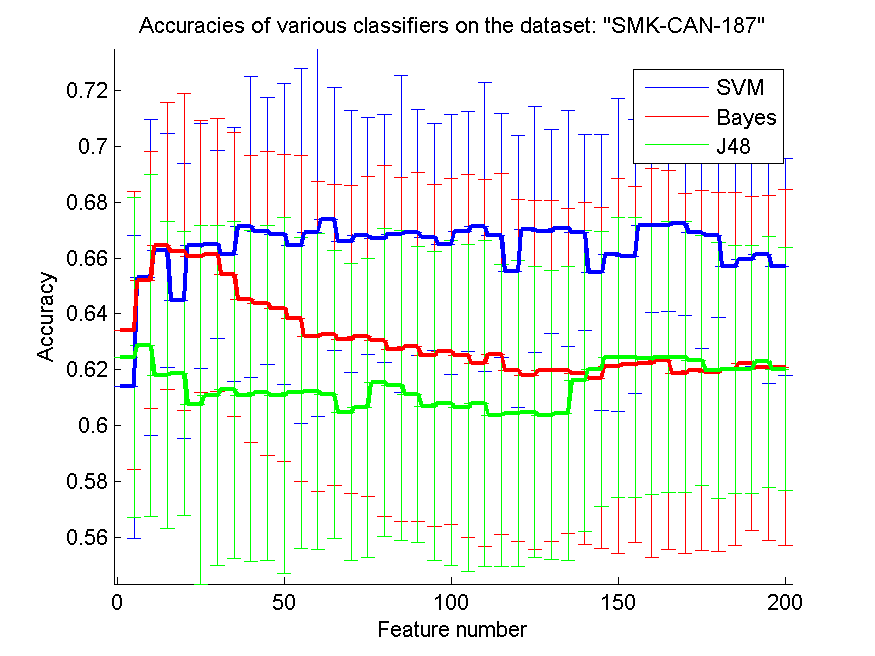 Accuracies of various classifiers on the dataset: "SMK-CAN-187"
SVM
Bayes
J48
0.72
0.7
0.68
0.66
0.64
0.62
0.6
0.58
0.56
Accuracy
0
50
100
150
200
Feature number